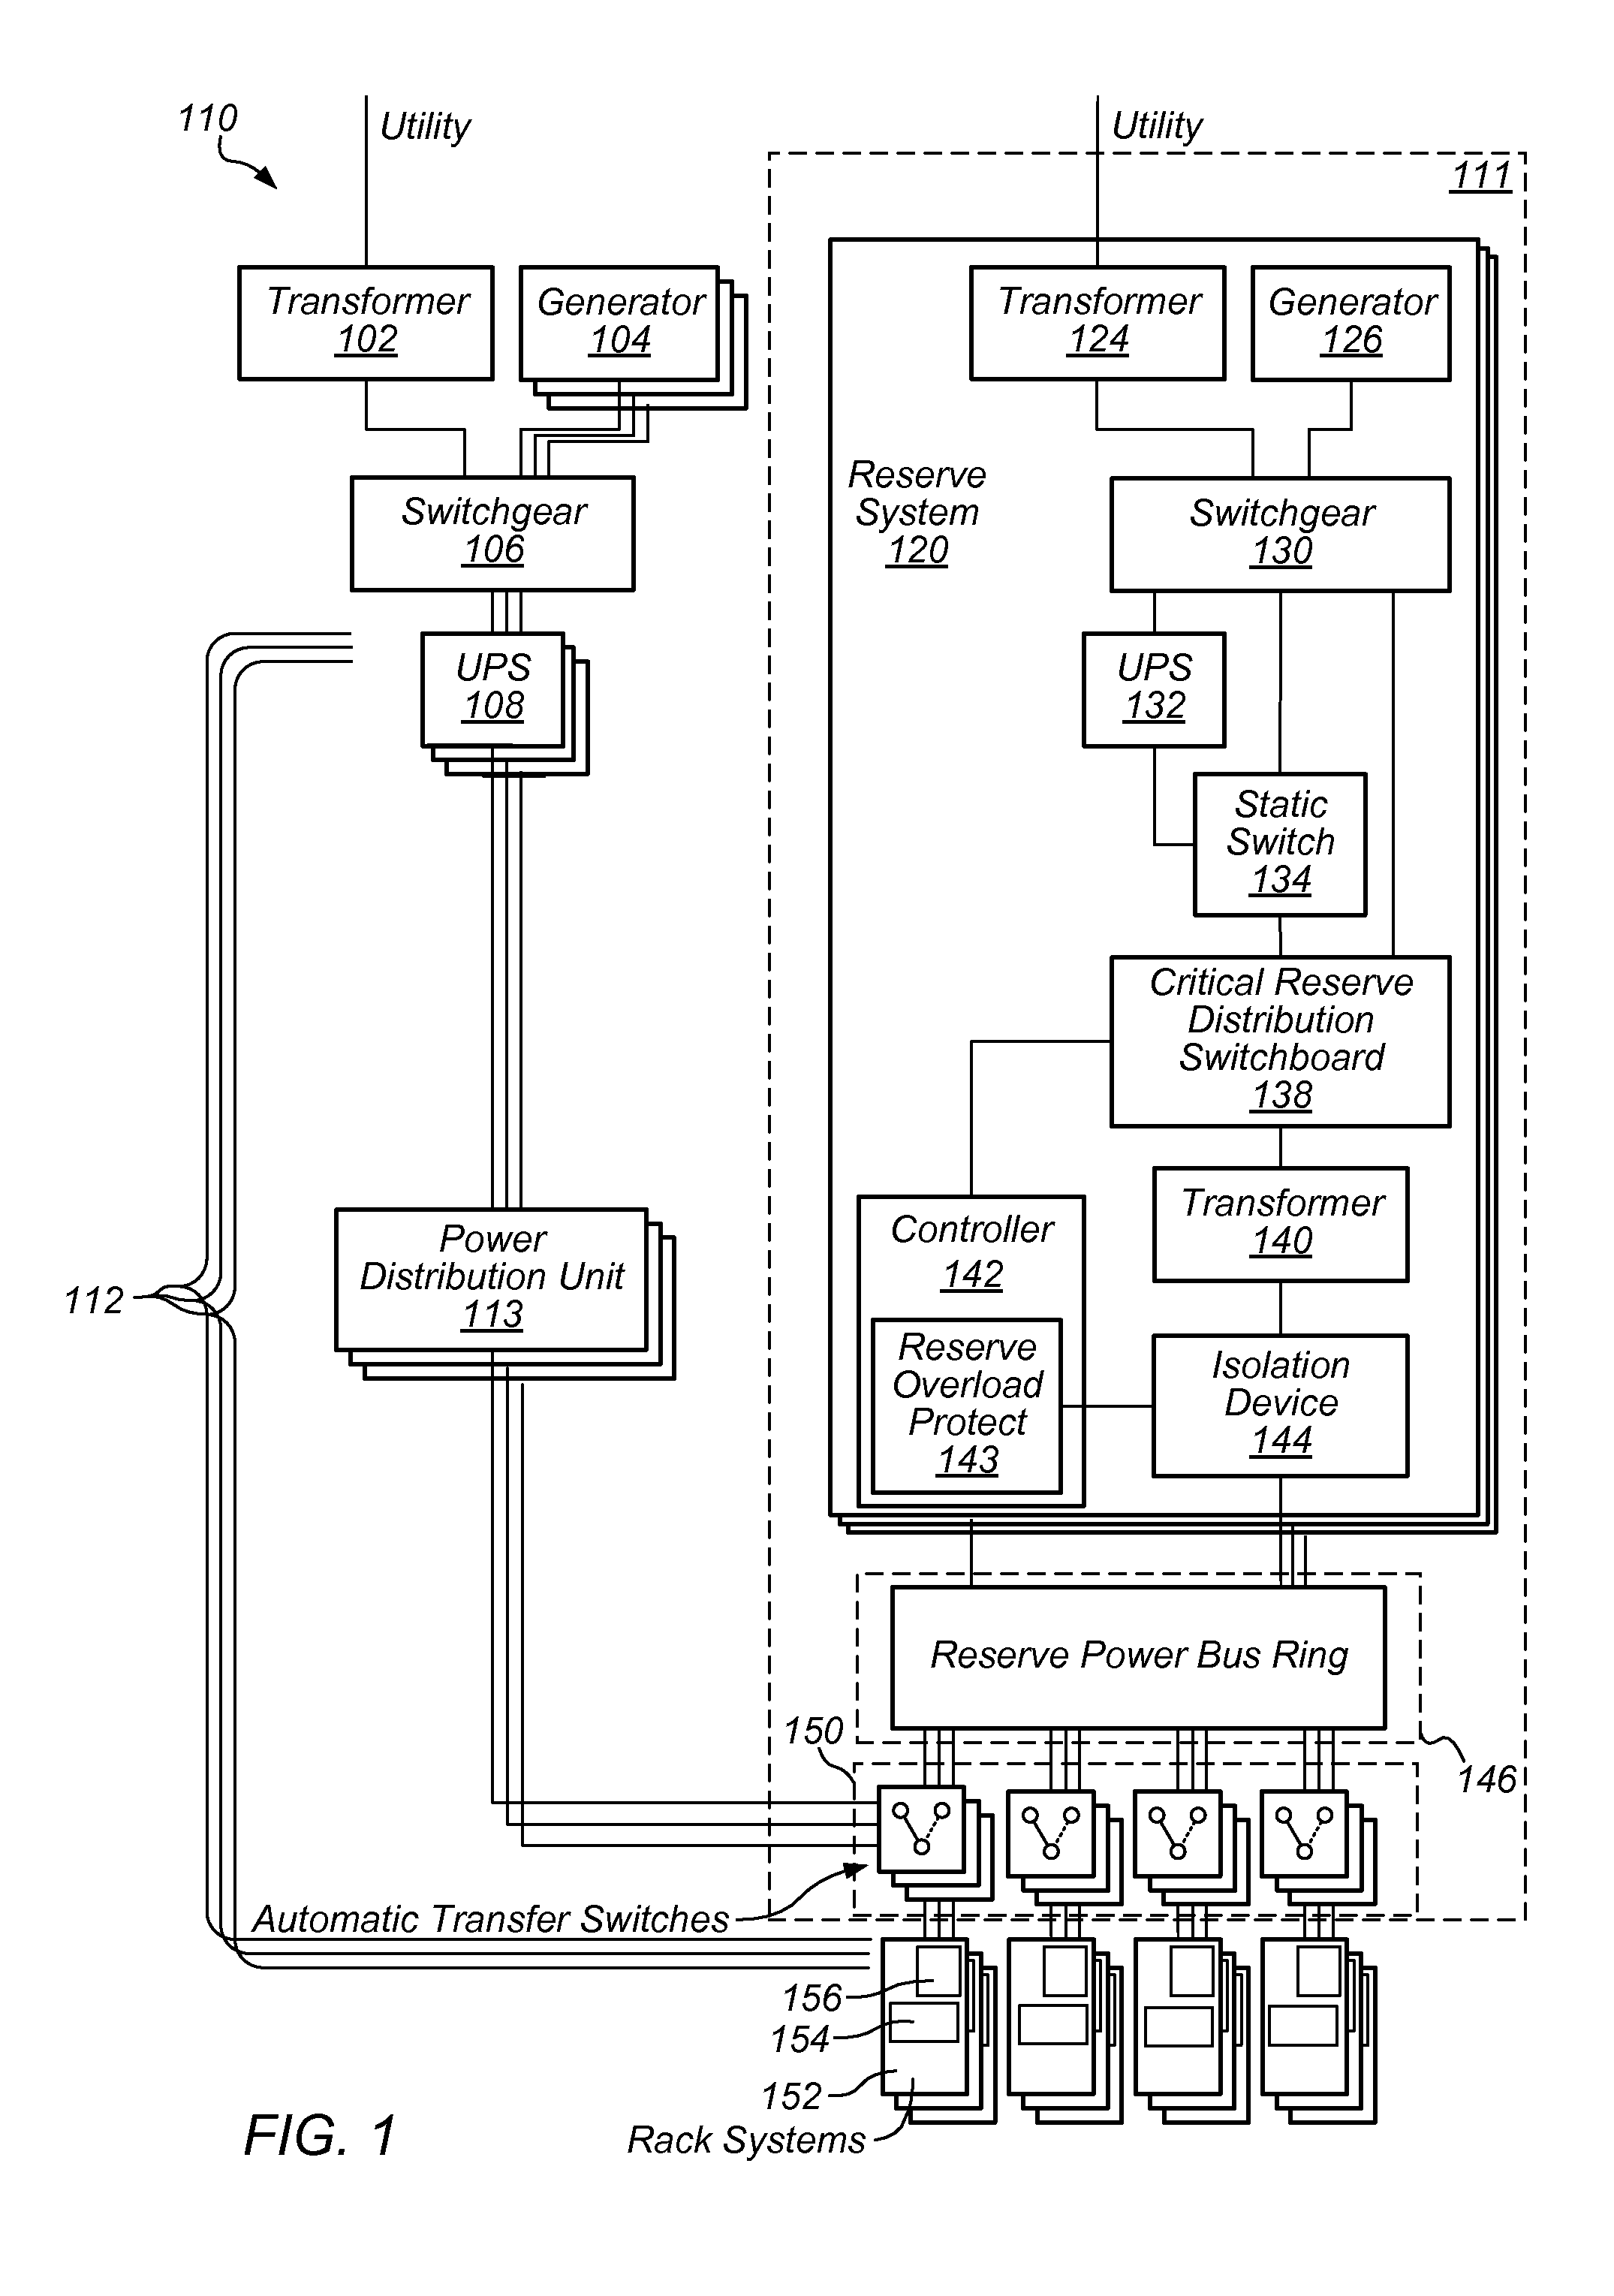 110
Utility
Utility
111
Transformer
102
Generator
104
Transformer
124
Generator
126
Reserve
System
120
Switchgear
106
Switchgear
130
UPS
108
UPS
132
Static
Switch
134
Critical Reserve
Distribution
Switchboard
138
Power
Distribution Unit
113
Controller
142
Transformer
140
112
Reserve
Overload
Protect
143
Isolation
Device
144
Reserve Power Bus Ring
150
146
Automatic Transfer Switches
156
154
152
Rack Systems
FIG. 1